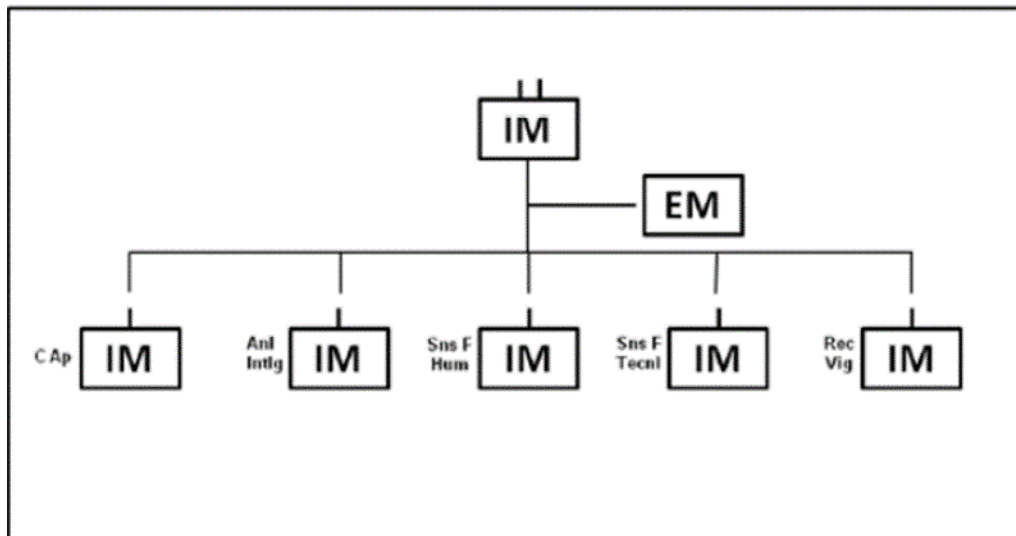 IM
EM
C Ap
IM
Anl
Intlg
IM
Sns F
Hum
IM
Sns F
Tecnl
IM
Rec
Vig
IM